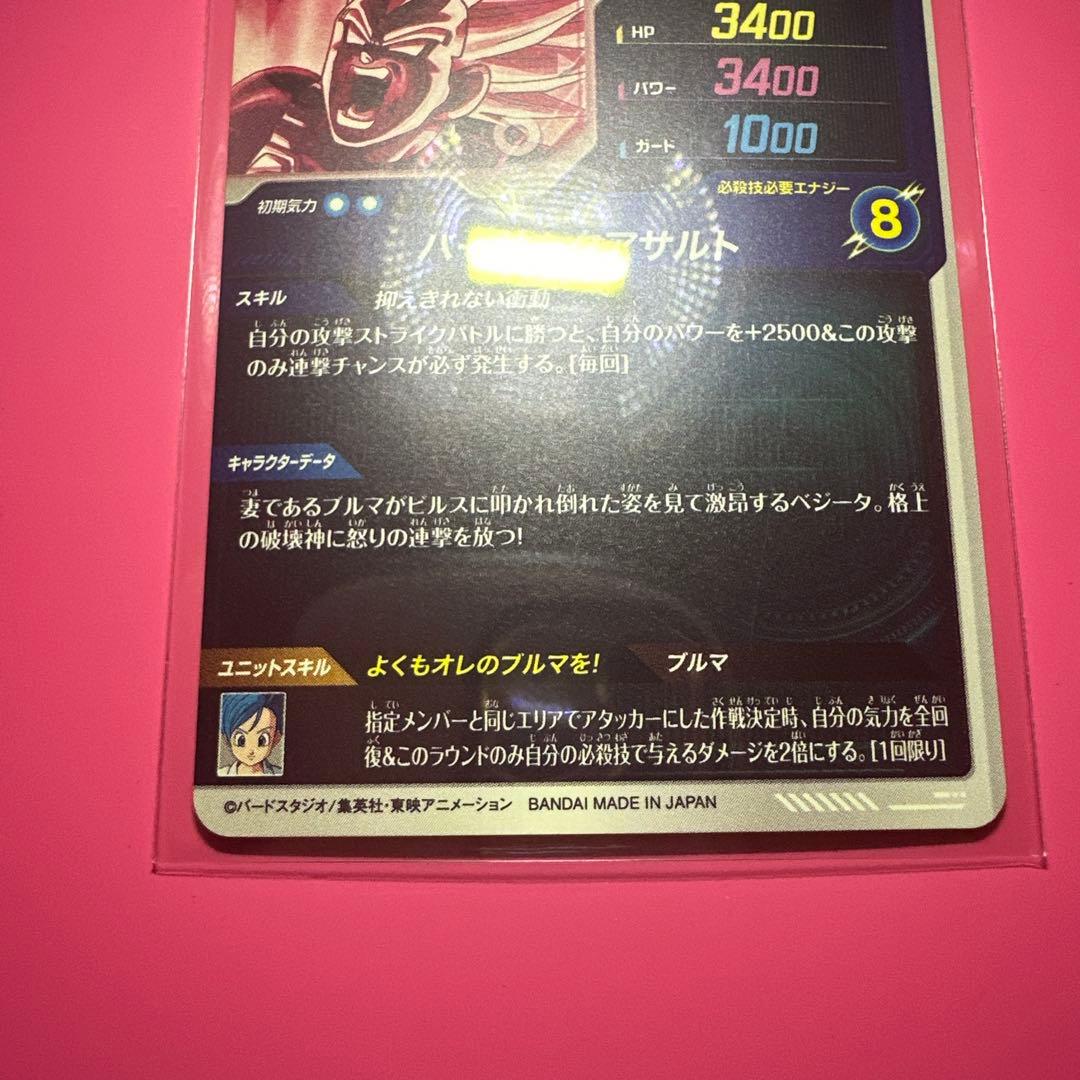 HP 3400
パワー 3400
ガード 1000
必殺技必要エナジー
8
初期気力
アサルト
スキル 抑えきれない衝動
自分の攻撃ストライクバトルに勝つと、自分のパワーを+2500&この攻撃
のみ連撃チャンスが必ず発生する。[毎回]
キャラクターデータ
妻であるブルマがビルスに叩かれ倒れた姿を見て激昂するベジータ。格上
の破壊神に怒りの連撃を放つ!
ユニットスキル よくもオレのブルマを! ブルマ
指定メンバーと同じエリアでアタッカーにした作戦決定時、自分の気力を全回
復&このラウンドのみ自分の必殺技で与えるダメージを2倍にする。[1回限り]
©バードスタジオ/集英社・東映アニメーション BANDAI MADE IN JAPAN